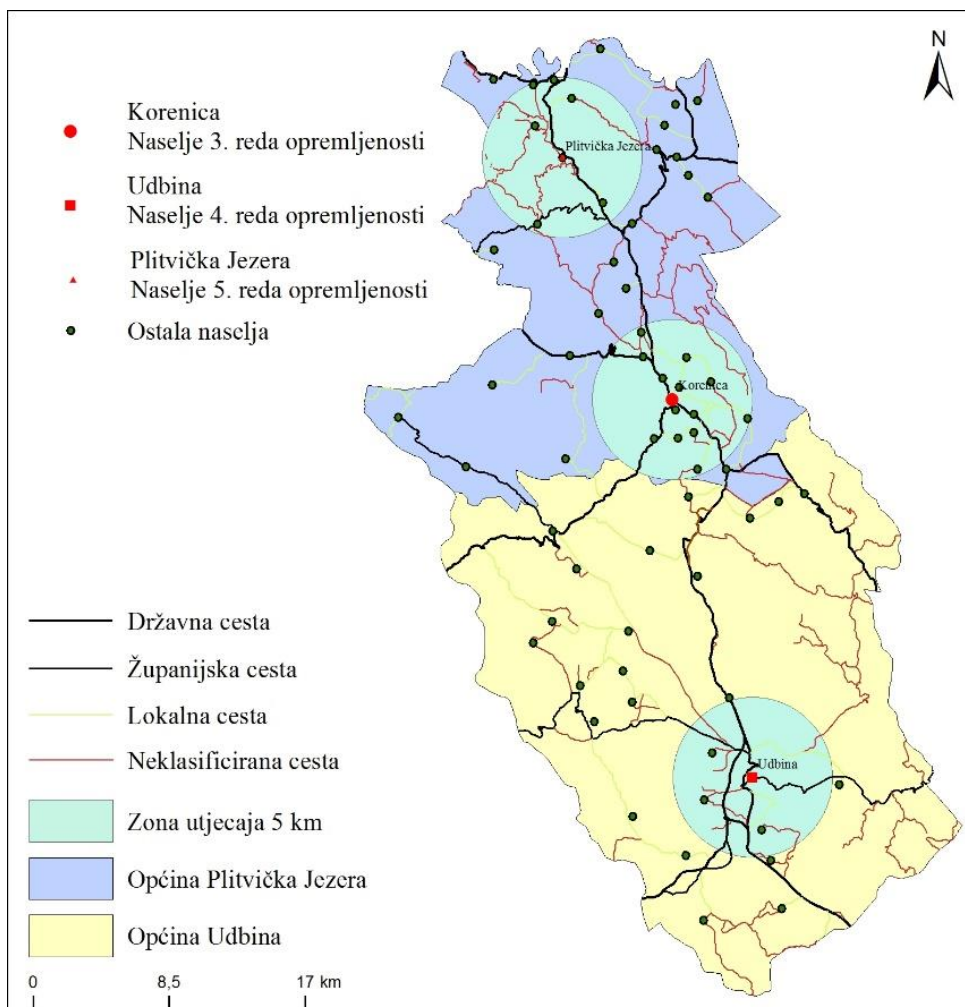 N
Korenica
Naselje 3. reda opremljenosti
Udbina
Naselje 4. reda opremljenosti
Plitvička Jezera
Naselje 5. reda opremljenosti
Ostala naselja
Plitvička Jezera
Korenica
Udbina
Državna cesta
Županijska cesta
Lokalna cesta
Neklasificirana cesta
Zona utjecaja 5 km
Općina Plitvička Jezera
Općina Udbina
0 8,5 17 km